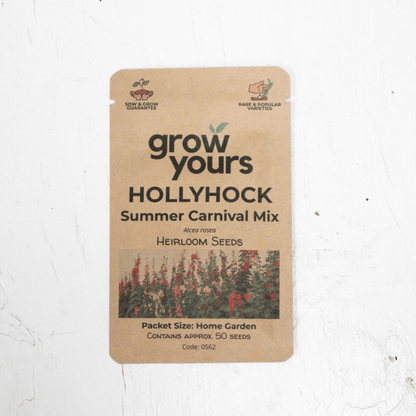 SOW & GROW
GUARANTEE
RARE & POPULAR
VARIETIES
grow
yours
HOLLYHOCK
Summer Carnival Mix
Alcea rosea
HEIRLOOM SEEDS
Packet Size: Home Garden
CONTAINS APPROX. 50 SEEDS
Code: 0562